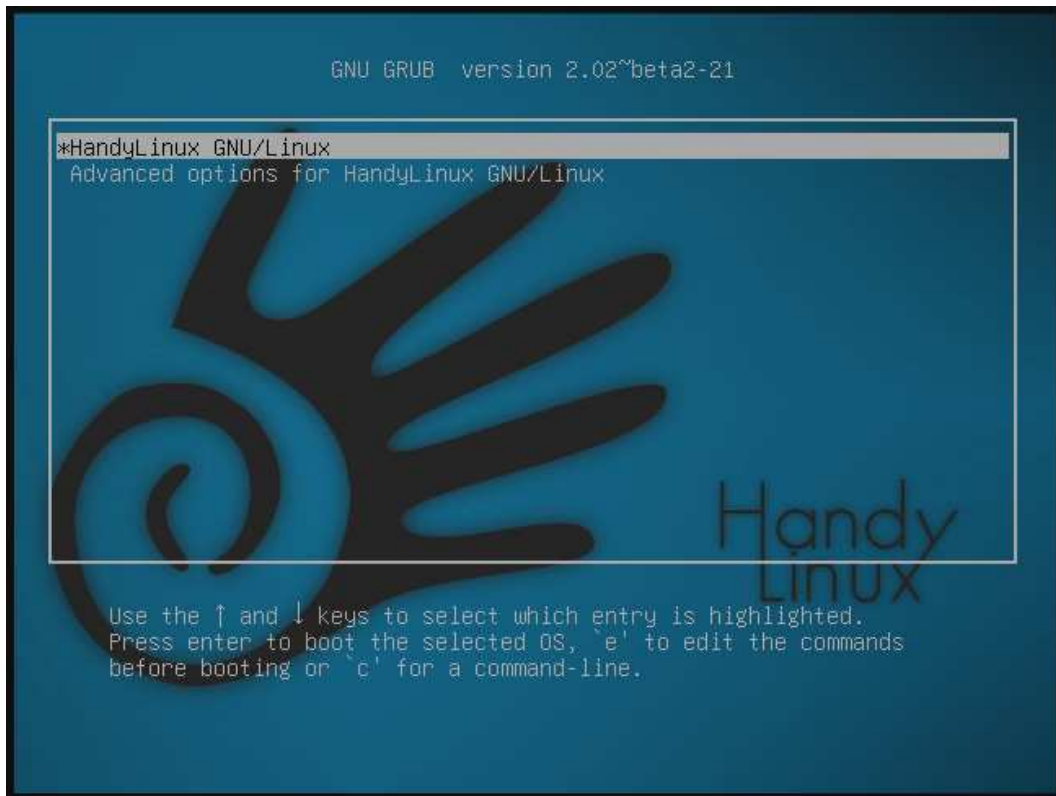 GNU GRUB version 2.02~beta2-21
*HandyLinux GNU/Linux
Advanced options for HandyLinux GNU/Linux
Handy
Linux
Use the ↑ and ↓ keys to select which entry is highlighted.
Press enter to boot the selected OS, `e' to edit the commands
before booting or `c' for a command-line.